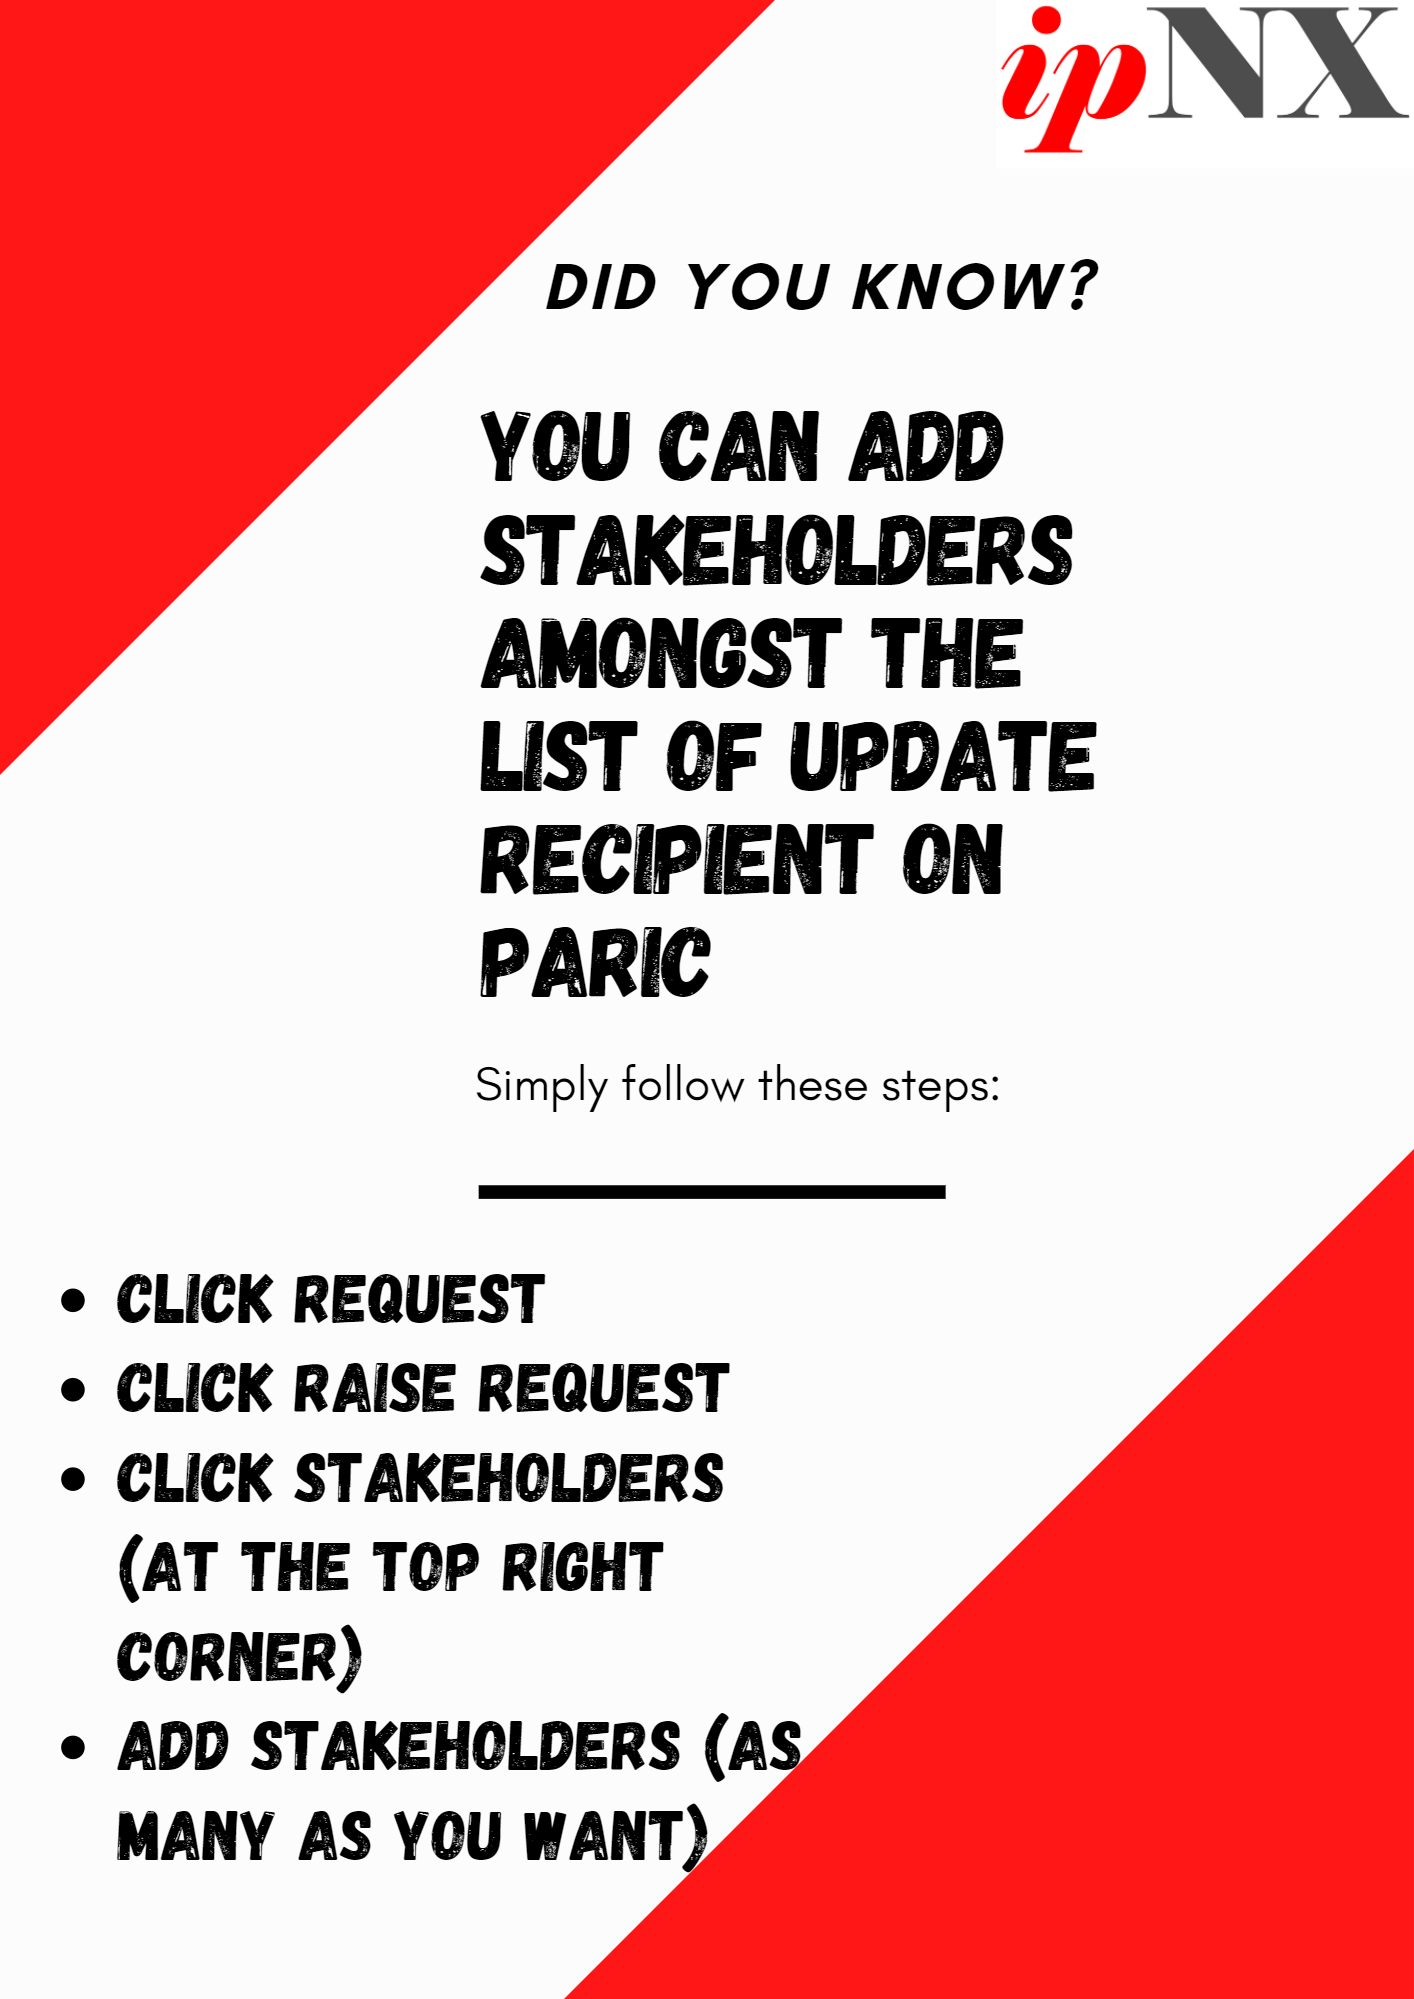 ipNX
DID YOU KNOW?
YOU CAN ADD
STAKEHOLDERS
AMONGST THE
LIST OF UPDATE
RECIPIENT ON
PARIC
Simply follow these steps:
• CLICK REQUEST
• CLICK RAISE REQUEST
• CLICK STAKEHOLDERS
(AT THE TOP RIGHT
CORNER)
• ADD STAKEHOLDERS (AS
MANY AS YOU WANT)